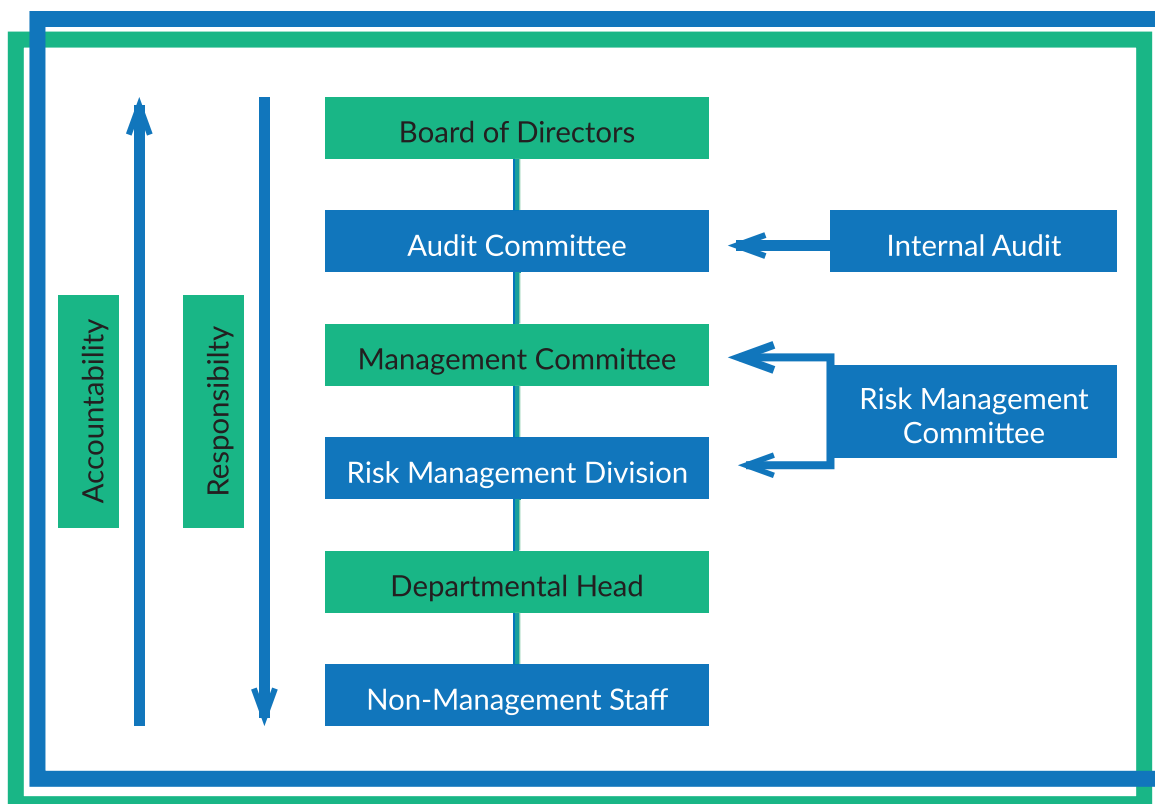 Board of Directors
Audit Committee
Internal Audit
Management Committee
Risk Management
Committee
Risk Management Division
Departmental Head
Non-Management Staff
Accountability
Responsibilty